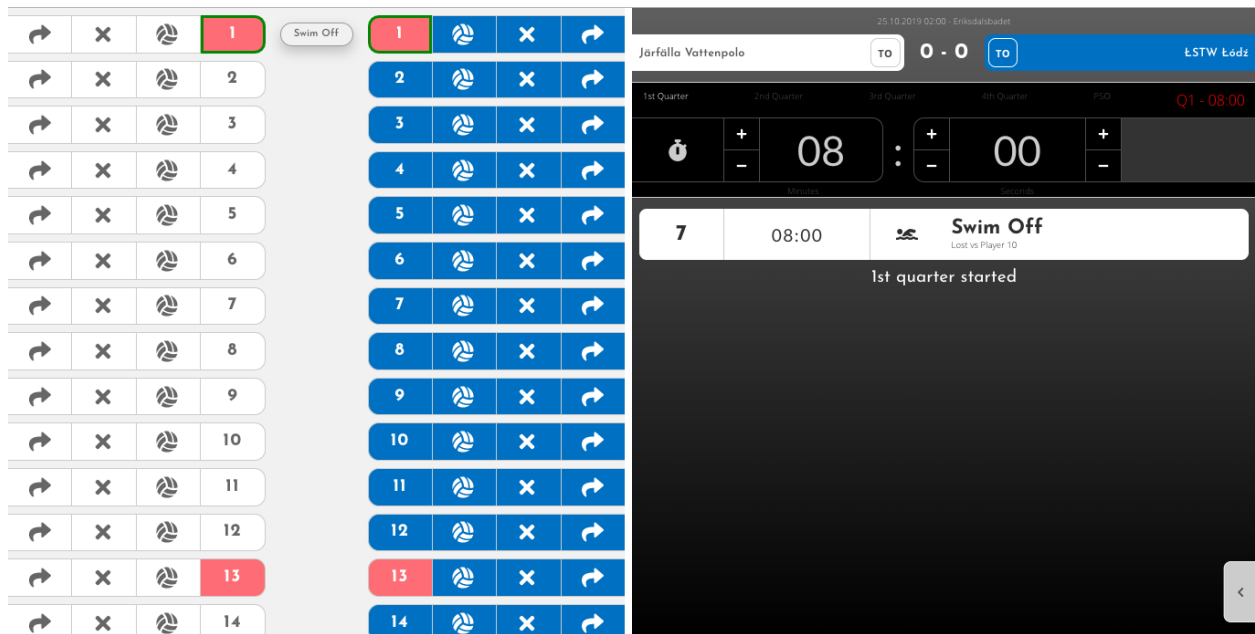 1 Swim Off 1
2 2
3 3
4 4
5 5
6 6
7 7
8 8
9 9
10 10
11 11
12 12
13 13
14 14
25.10.2019 02:00 - Eriksdalsbadet
Järfälla Vattenpolo TO 0 - 0 TO ŁSTW Łódź
1st Quarter 2nd Quarter 3rd Quarter 4th Quarter PSO Q1 - 08:00
+ + +
08 : 00
− − −
Minutes Seconds
7 08:00 Swim Off
Lost vs Player 10
1st quarter started